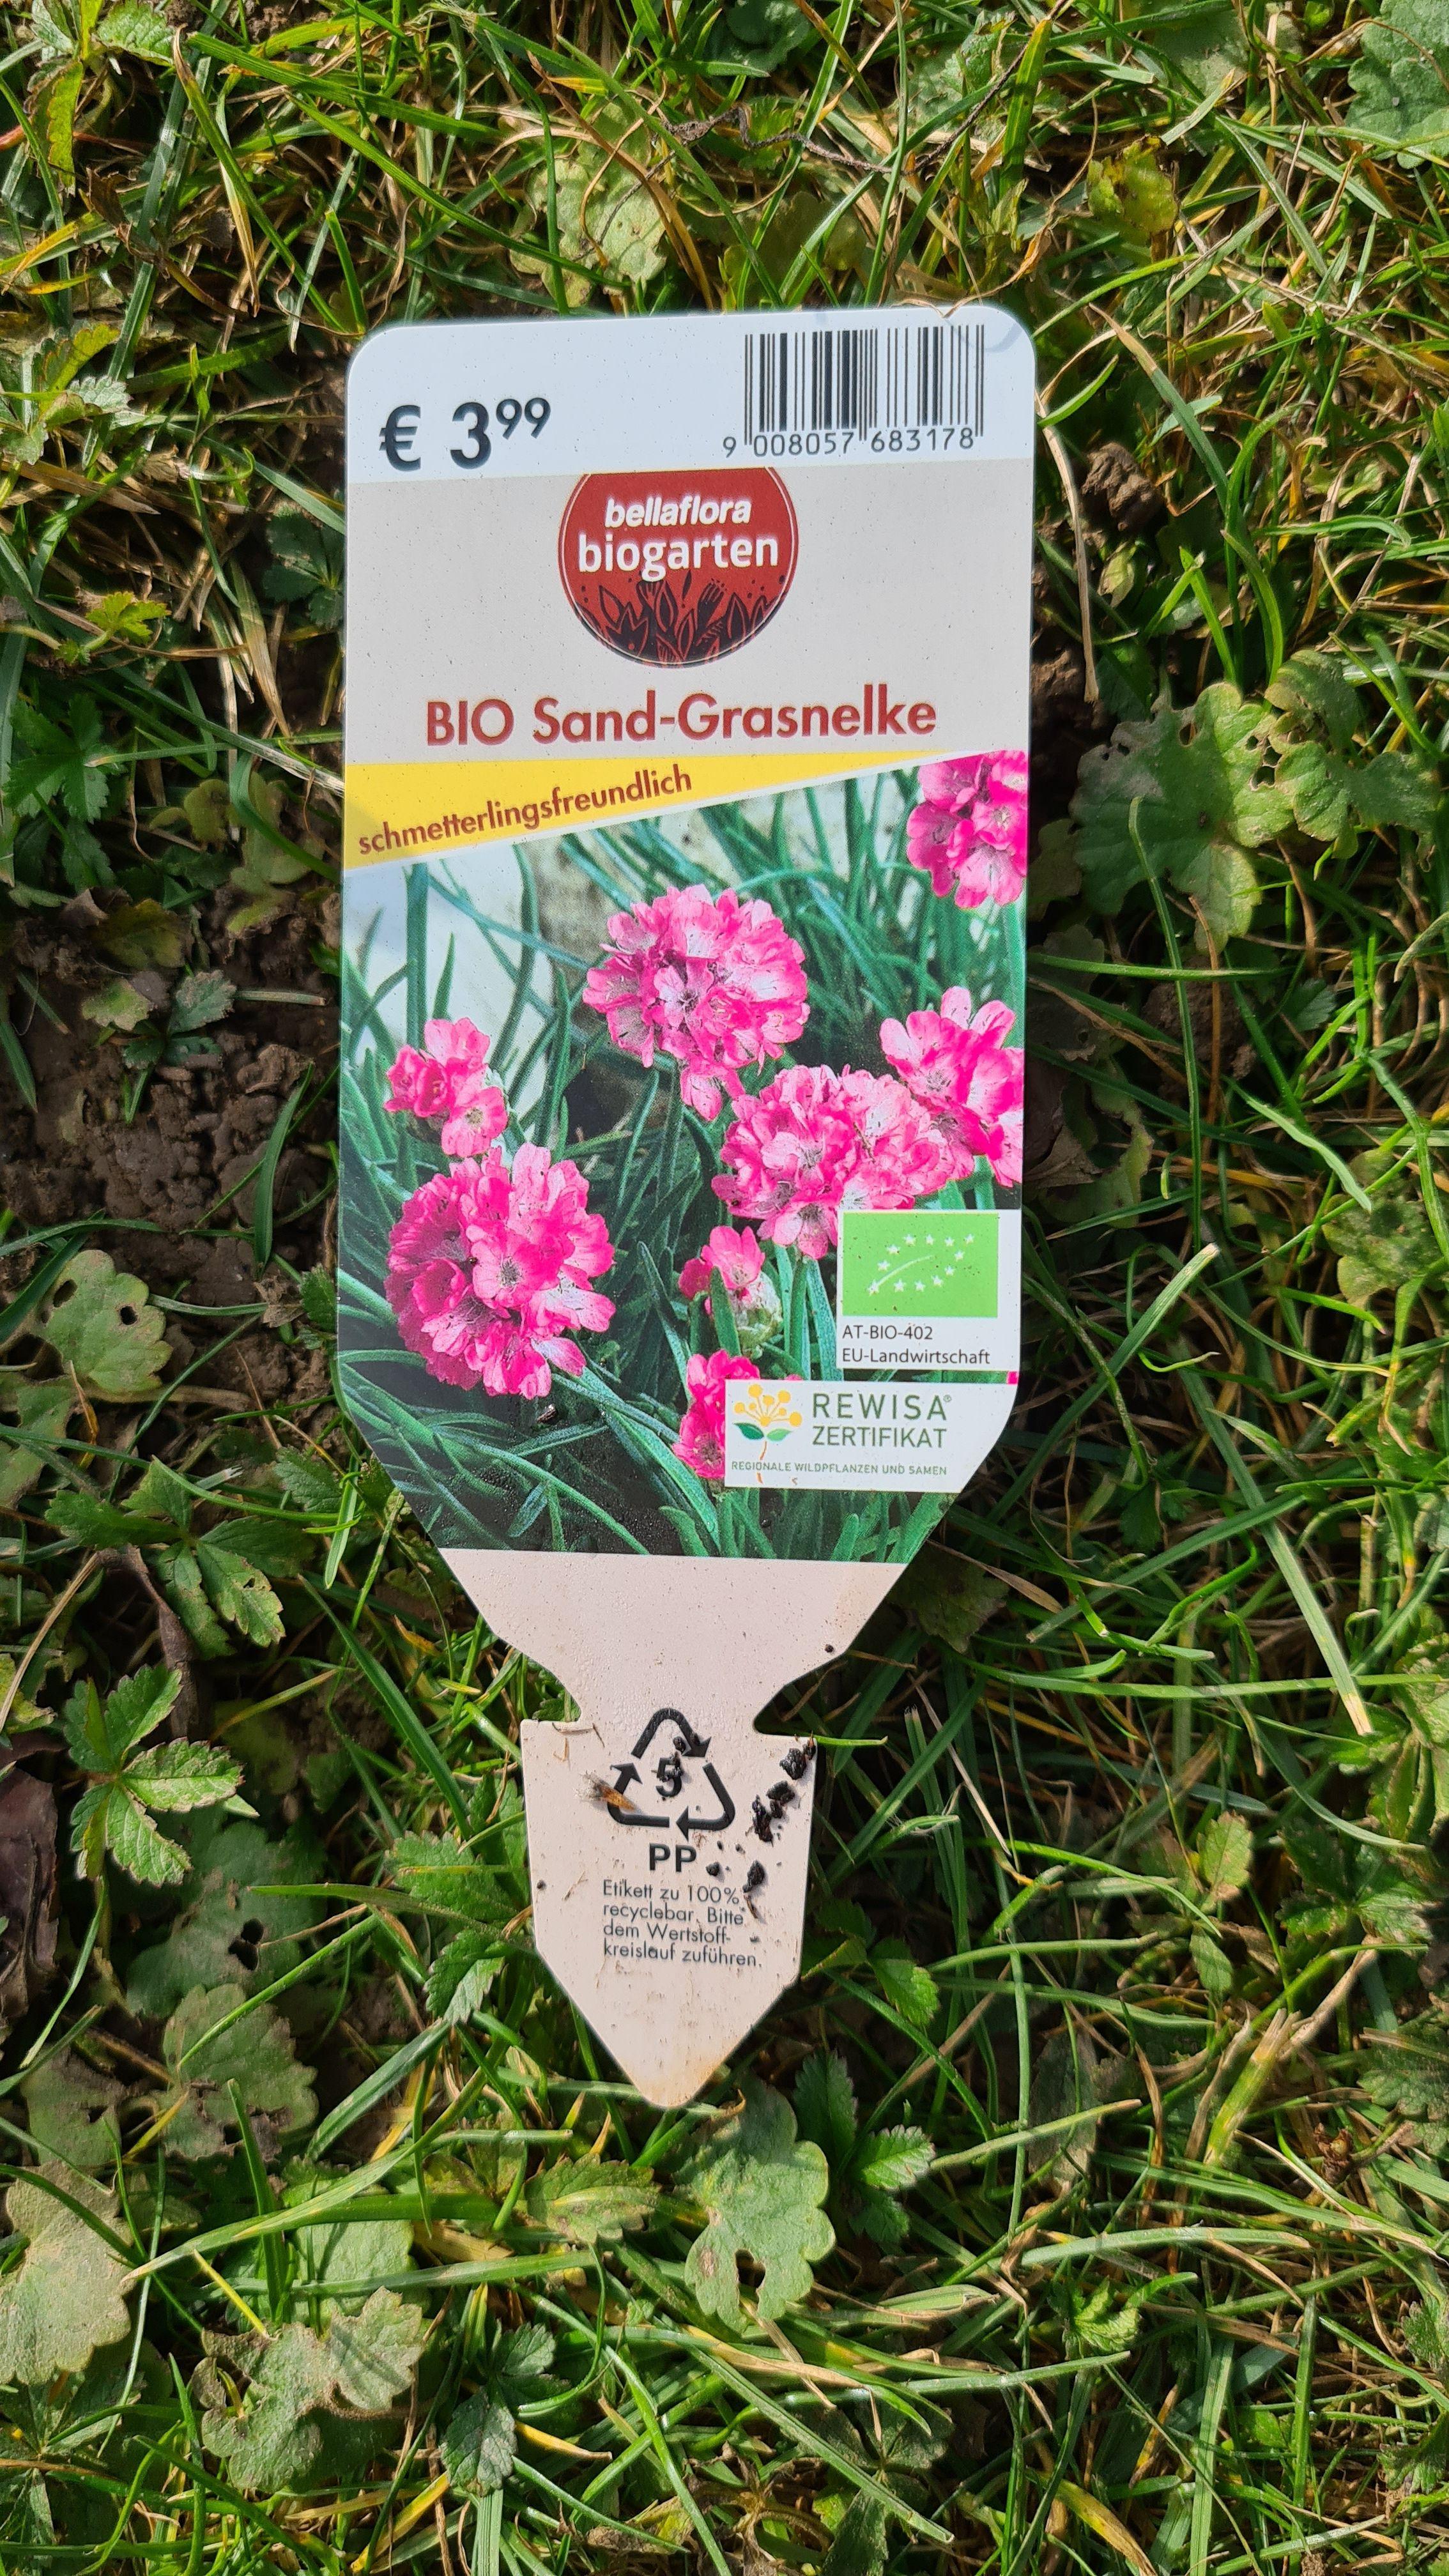 € 3⁹⁹
9 008057 683178
bellaflora
biogarten
BIO Sand-Grasnelke
schmetterlingsfreundlich
AT-BIO-402
EU-Landwirtschaft
REWISA®
ZERTIFIKAT
REGIONALE WILDPFLANZEN UND SAMEN
5
PP
Etikett zu 100%
recyclebar. Bitte
dem Wertstoff-
kreislauf zuführen.